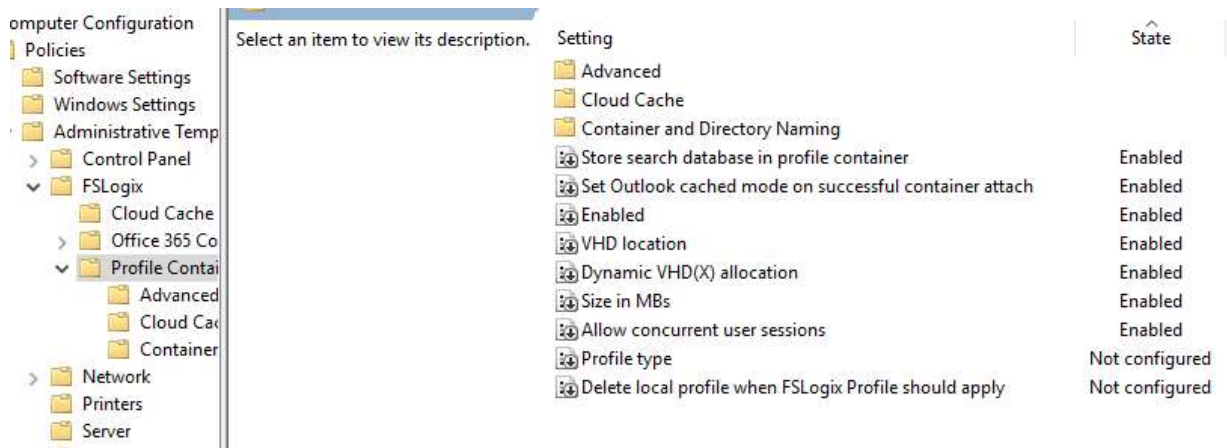 omputer Configuration
Policies
Software Settings
Windows Settings
Administrative Temp
Control Panel
FSLogix
Cloud Cache
Office 365 Co
Profile Contai
Advanced
Cloud Cac
Container
Network
Printers
Server
Select an item to view its description.
Setting State
Advanced
Cloud Cache
Container and Directory Naming
Store search database in profile container Enabled
Set Outlook cached mode on successful container attach Enabled
Enabled Enabled
VHD location Enabled
Dynamic VHD(X) allocation Enabled
Size in MBs Enabled
Allow concurrent user sessions Enabled
Profile type Not configured
Delete local profile when FSLogix Profile should apply Not configured